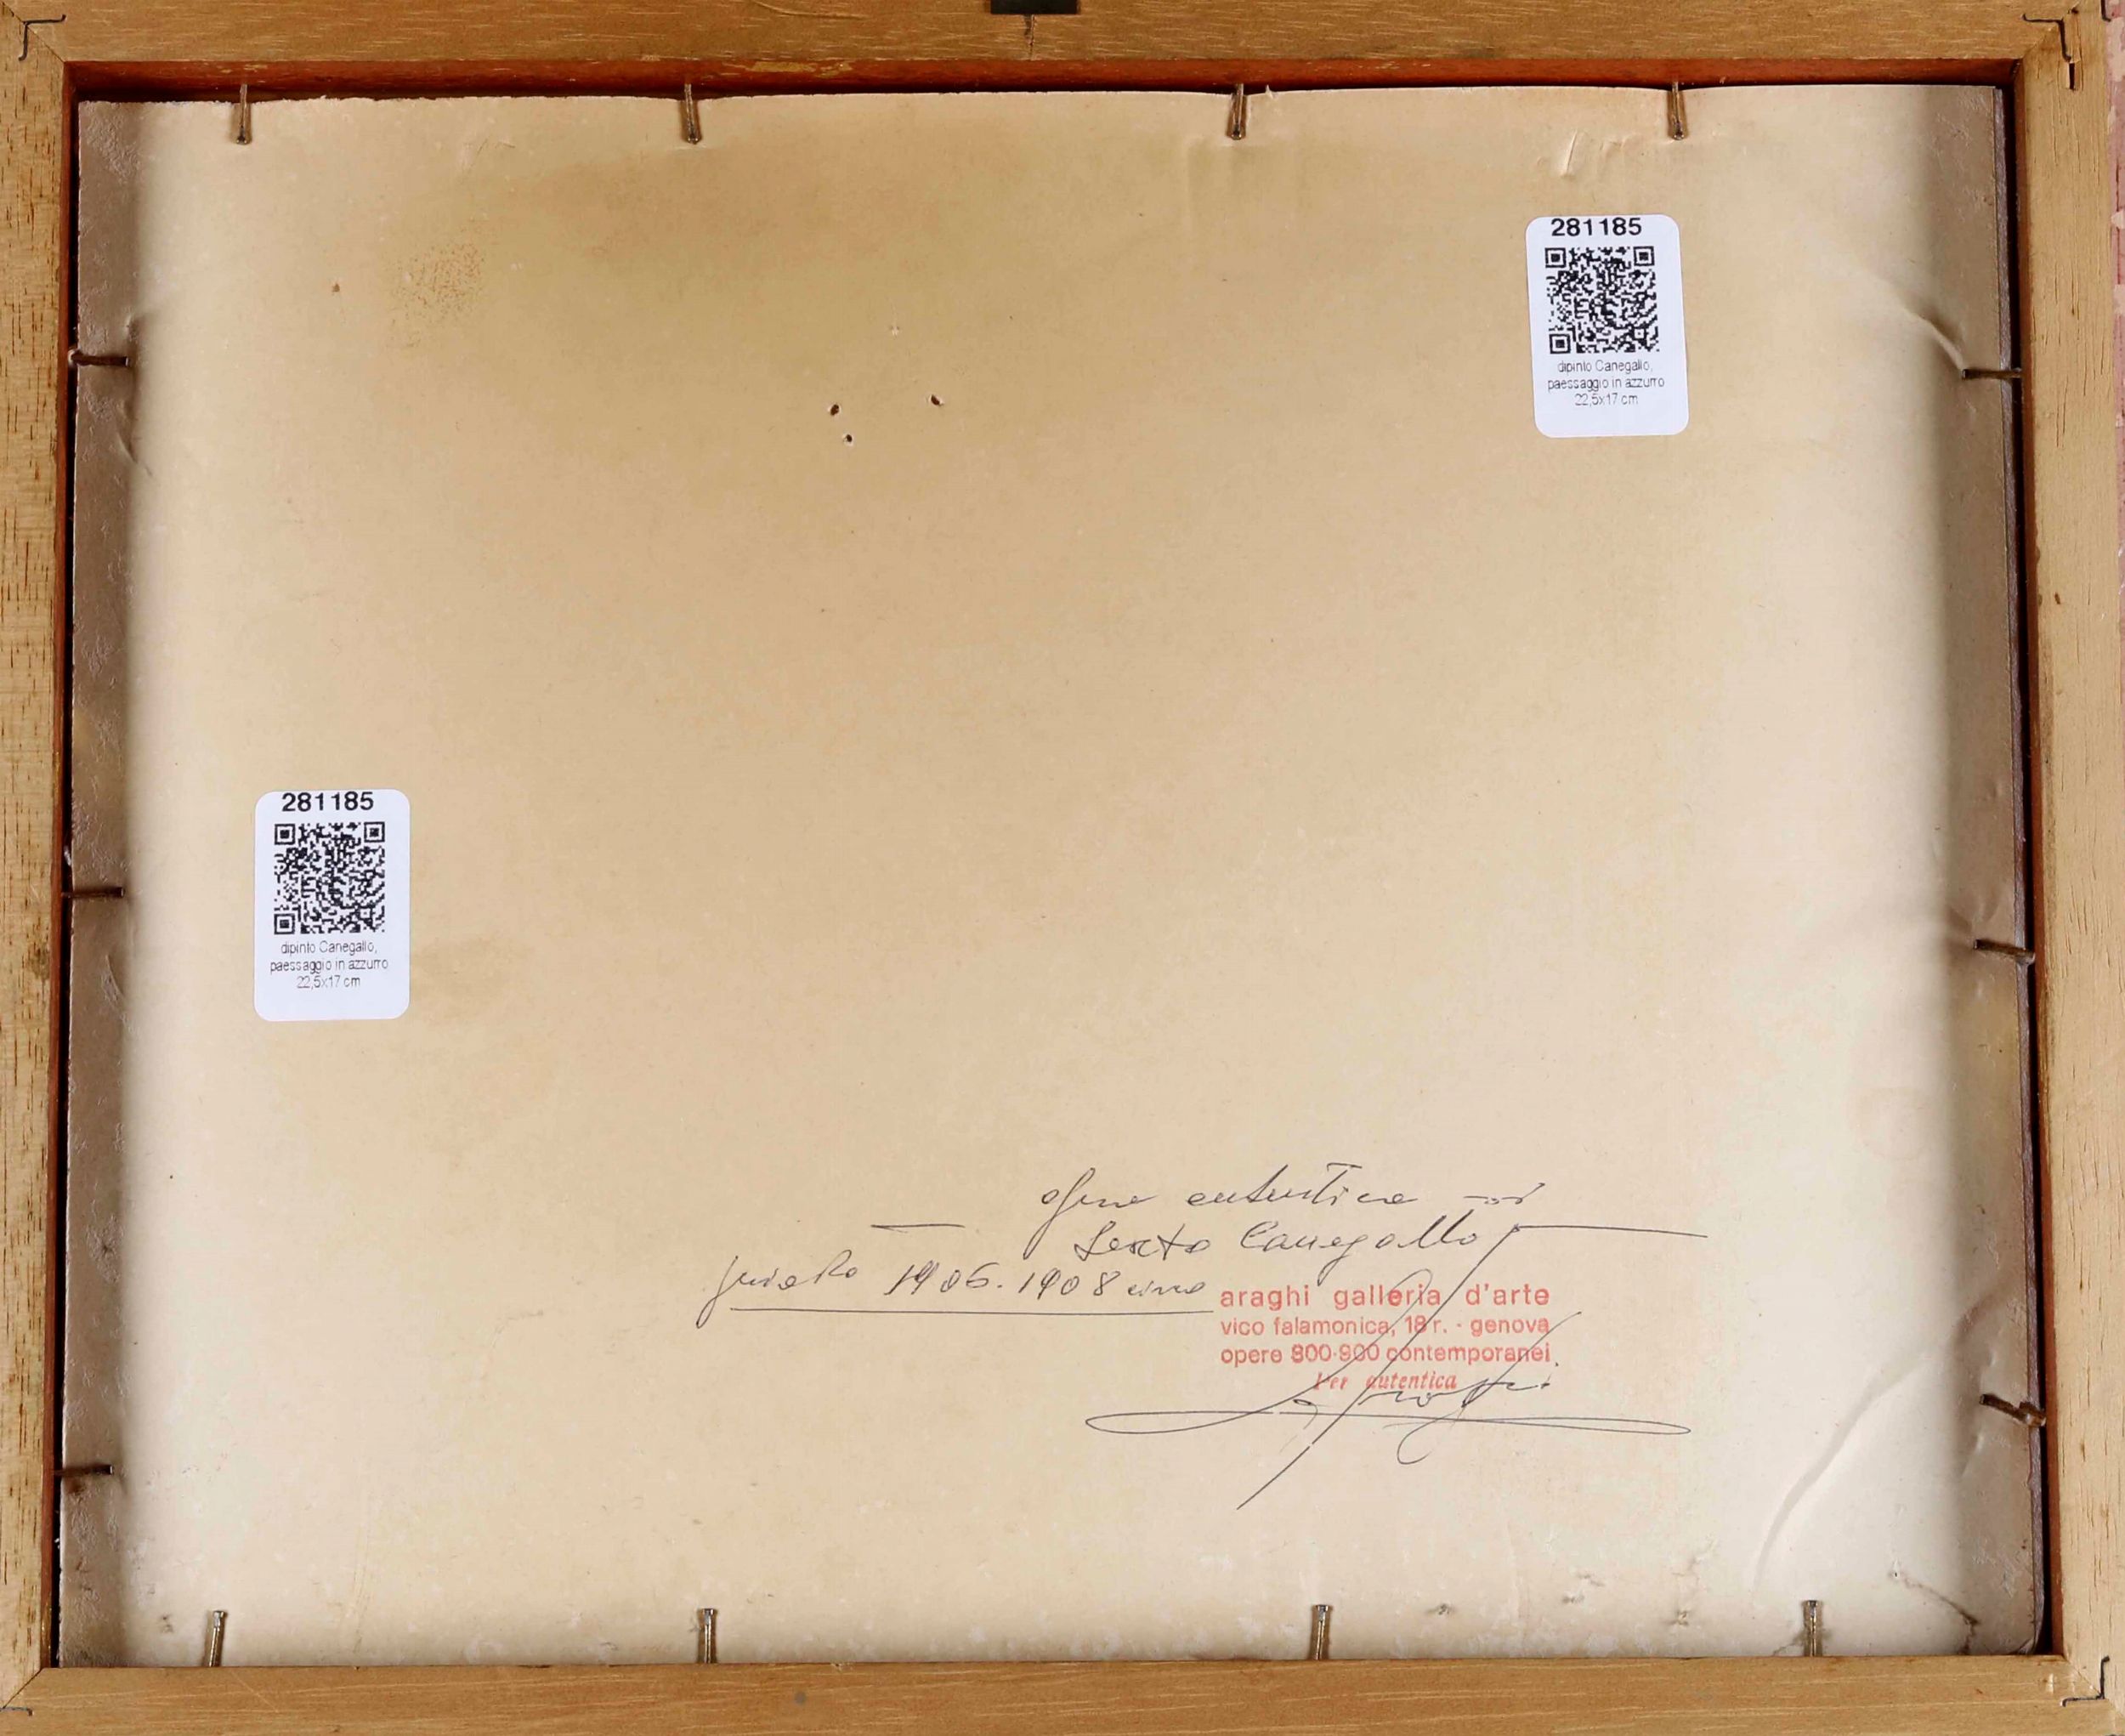 281185
dipinto Canegallo,
paessaggio in azzurro
22,5x17 cm
281185
dipinto Canegallo,
paessaggio in azzurro
22,5x17 cm
opera autentica di
Sexto Canegallo
1906.1908 circa
araghi galleria d'arte
vico falamonica, 18 r. - genova
opere 800-900 contemporanei
Per autentica